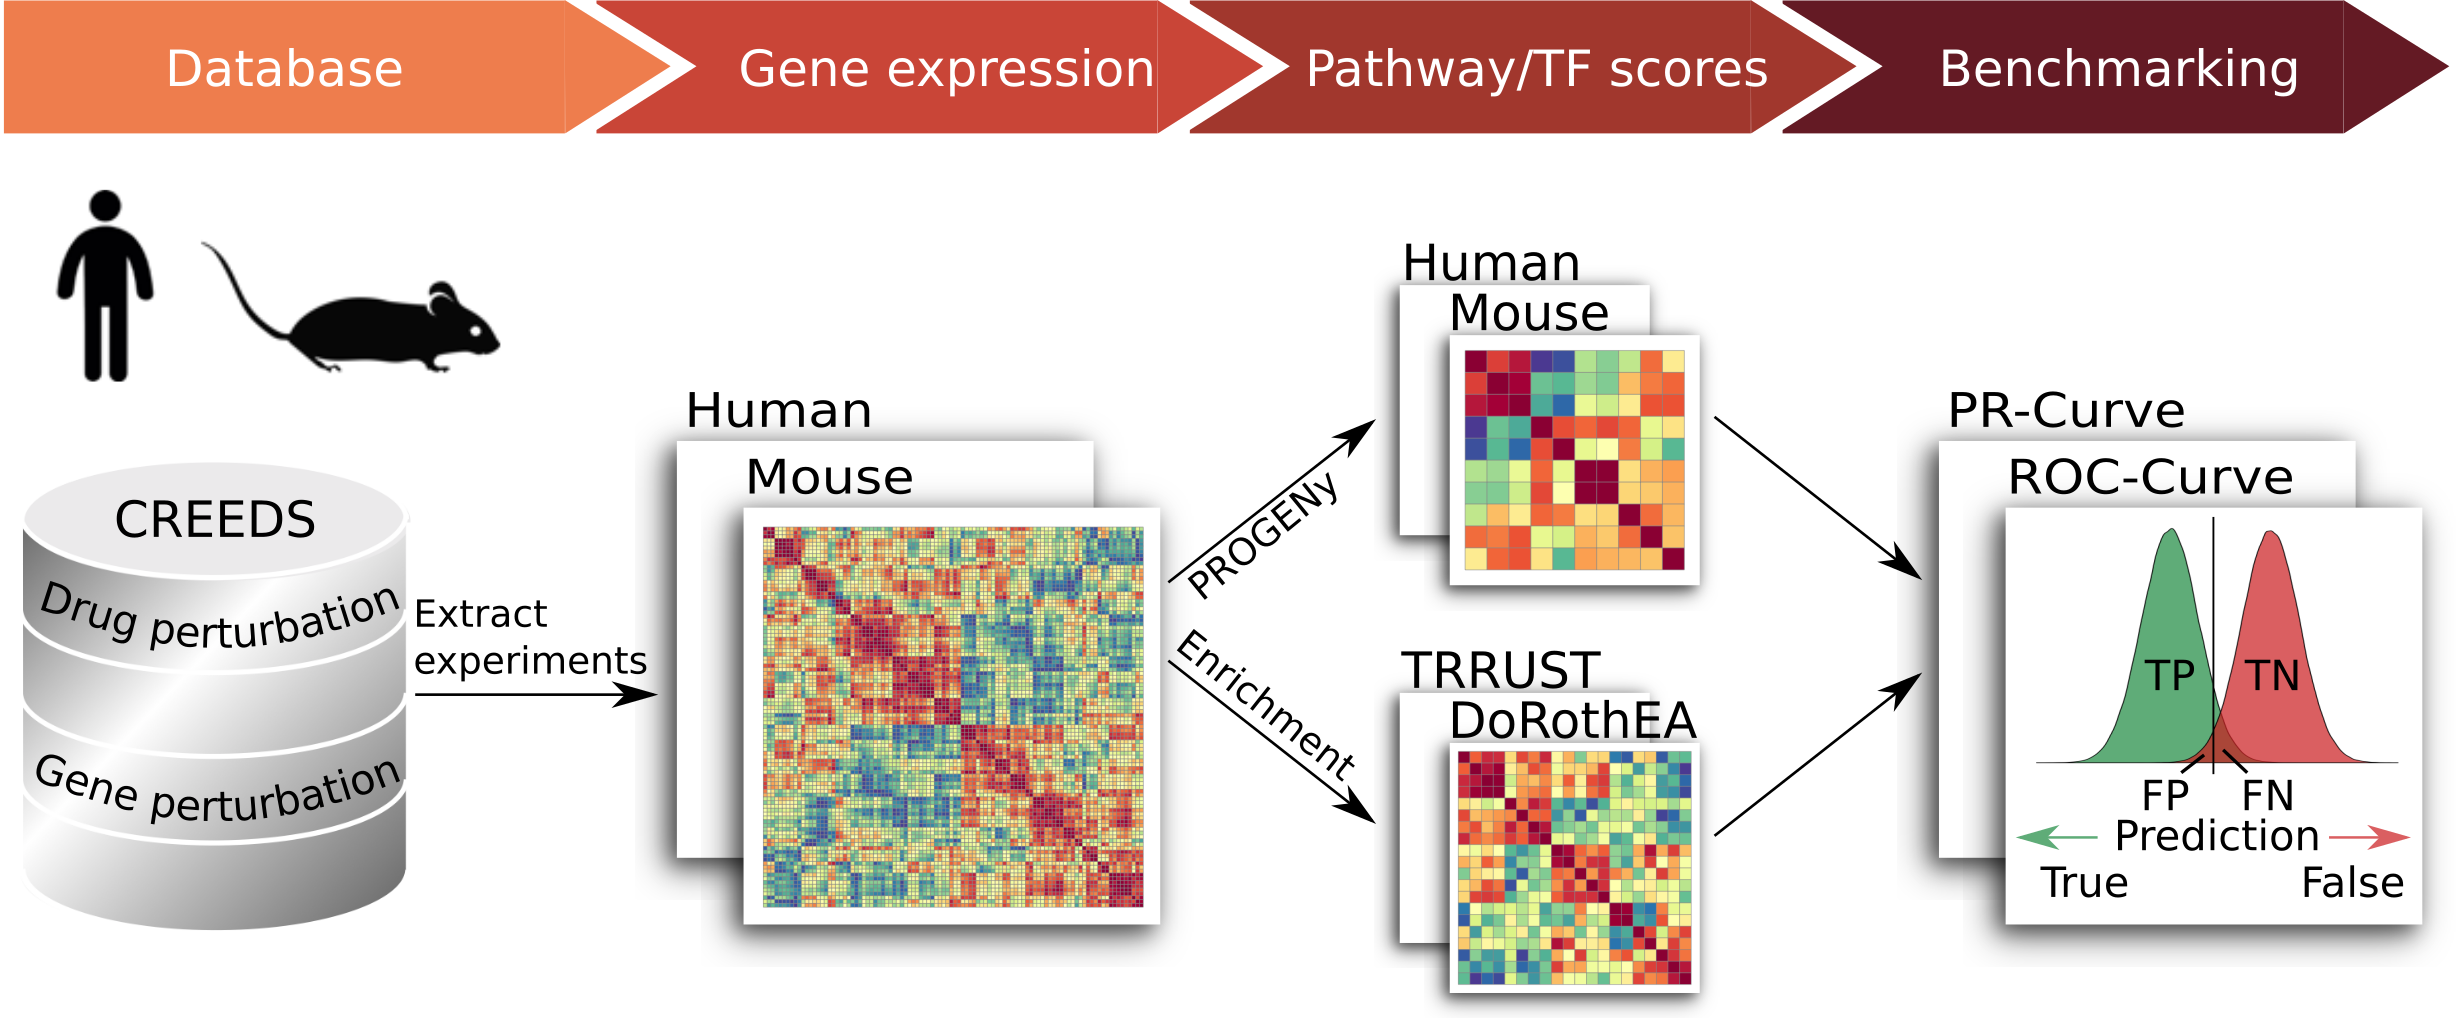 Database
Gene expression
Pathway/TF scores
Benchmarking
CREEDS
Drug perturbation
Gene perturbation
Extract
experiments
Human
Mouse
PROGENy
Enrichment
Human
Mouse
TRRUST
DoRothEA
PR-Curve
ROC-Curve
TP
TN
FP
FN
Prediction
True
False